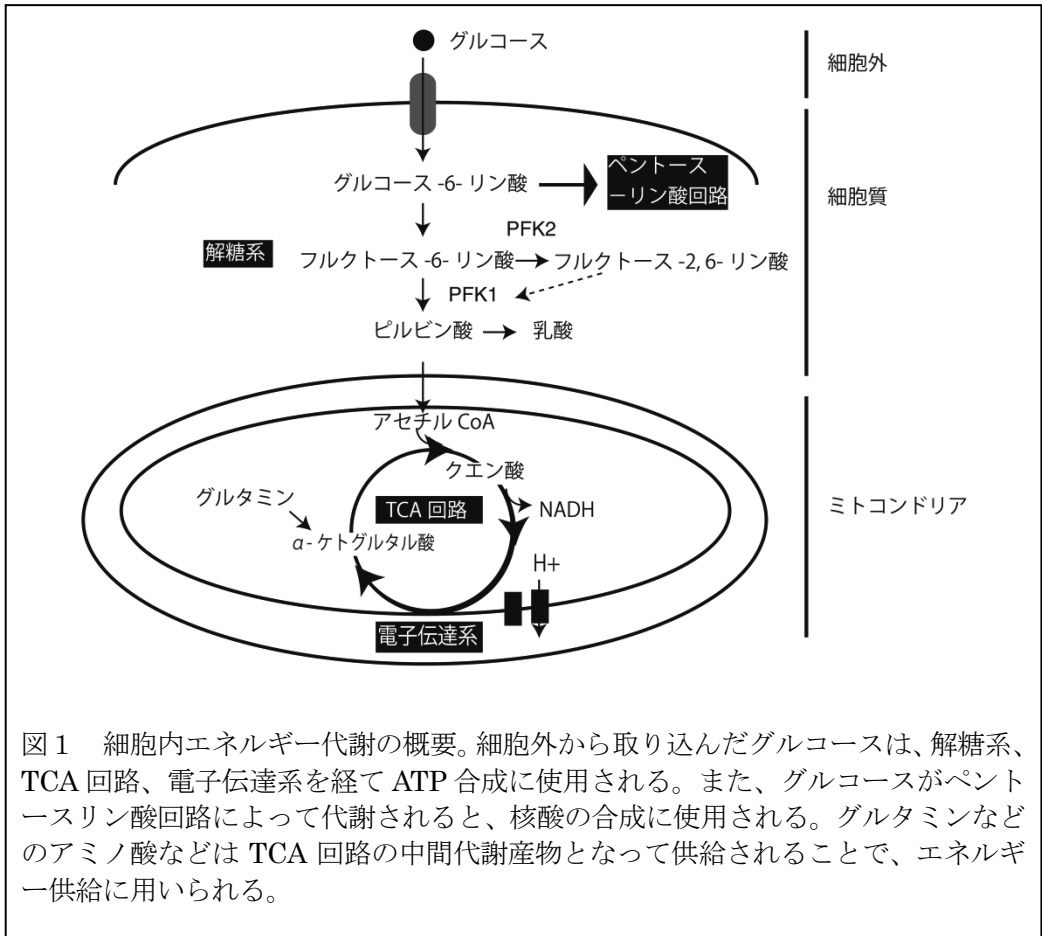 グルコース
細胞外
グルコース -6- リン酸
ペントース
ーリン酸回路
細胞質
PFK2
解糖系
フルクトース -6- リン酸
フルクトース -2, 6- リン酸
PFK1
ピルビン酸
乳酸
アセチル CoA
クエン酸
グルタミン
TCA 回路
NADH
ミトコンドリア
α- ケトグルタル酸
H+
電子伝達系
図1 細胞内エネルギー代謝の概要。細胞外から取り込んだグルコースは、解糖系、
TCA 回路、電子伝達系を経て ATP 合成に使用される。また、グルコースがペント
ースリン酸回路によって代謝されると、核酸の合成に使用される。グルタミンなど
のアミノ酸などは TCA 回路の中間代謝産物となって供給されることで、エネルギ
ー供給に用いられる。